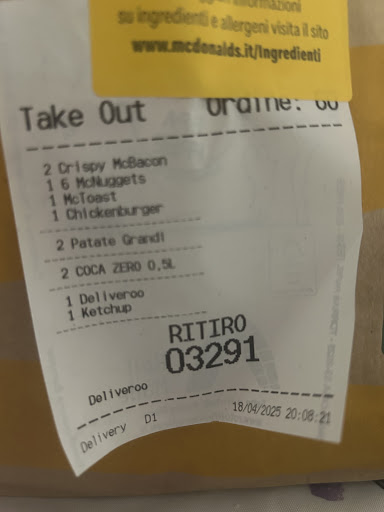 su ingredienti e allergeni visita il sito
www.mcdonalds.it/Ingredienti
Take Out Ordine: 60
2 Crispy McBacon
1 6 McNuggets
1 McToast
1 Chickenburger
2 Patate Grandi
2 COCA ZERO 0,5L
1 Deliveroo
1 Ketchup
RITIRO
03291
Deliveroo
Delivery D1 18/04/2025 20:08:21